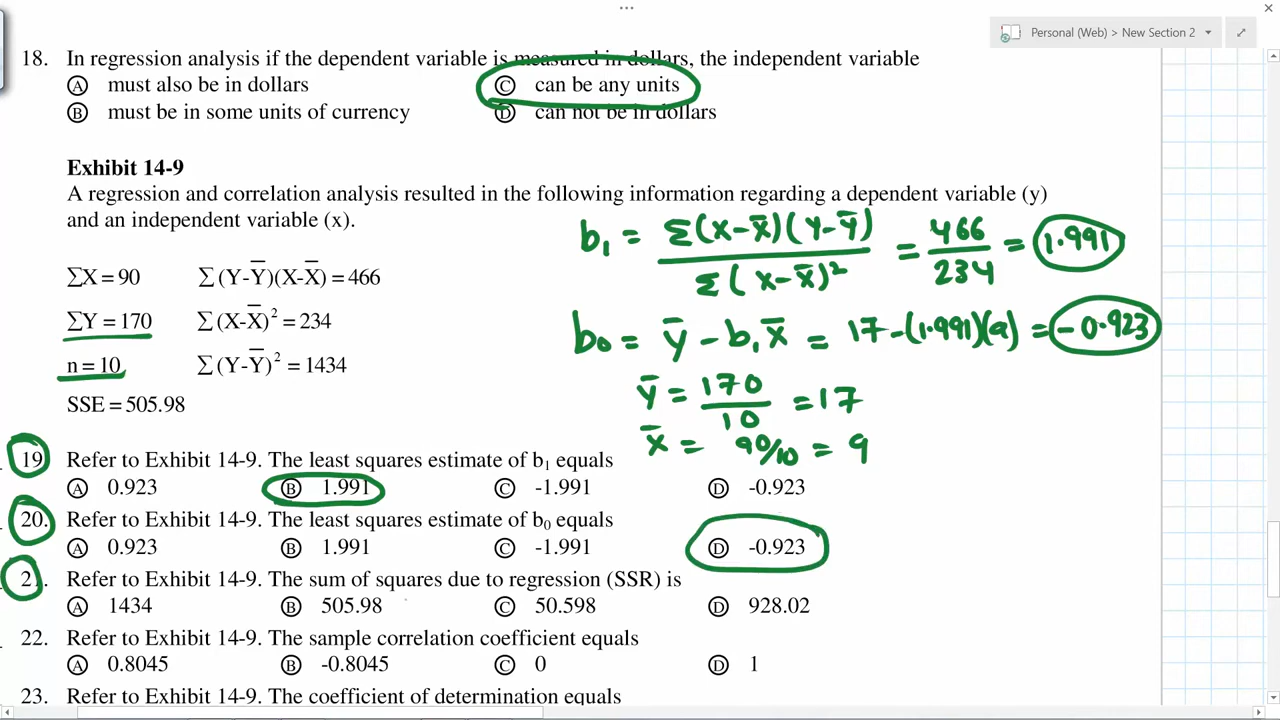 Personal (Web) > New Section 2
18. In regression analysis if the dependent variable is measured in dollars, the independent variable
Ⓐ must also be in dollars Ⓒ can be any units
Ⓑ must be in some units of currency Ⓓ can not be in dollars
Exhibit 14-9
A regression and correlation analysis resulted in the following information regarding a dependent variable (y)
and an independent variable (x).
b₁ = Σ(X-X̄)(Y-Ȳ) / Σ(X-X̄)² = 466/234 = 1.991
∑X = 90 ∑(Y-Ȳ)(X-X̄) = 466
∑Y = 170 ∑(X-X̄)² = 234
b₀ = ȳ - b₁x̄ = 17-(1.991)(9) = -0.923
n = 10 ∑(Y-Ȳ)² = 1434
ȳ = 170/10 = 17
SSE = 505.98
x̄ = 90/10 = 9
19 Refer to Exhibit 14-9. The least squares estimate of b₁ equals
Ⓐ 0.923 Ⓑ 1.991 Ⓒ -1.991 Ⓓ -0.923
20. Refer to Exhibit 14-9. The least squares estimate of b₀ equals
Ⓐ 0.923 Ⓑ 1.991 Ⓒ -1.991 Ⓓ -0.923
21. Refer to Exhibit 14-9. The sum of squares due to regression (SSR) is
Ⓐ 1434 Ⓑ 505.98 Ⓒ 50.598 Ⓓ 928.02
22. Refer to Exhibit 14-9. The sample correlation coefficient equals
Ⓐ 0.8045 Ⓑ -0.8045 Ⓒ 0 Ⓓ 1
23. Refer to Exhibit 14-9. The coefficient of determination equals